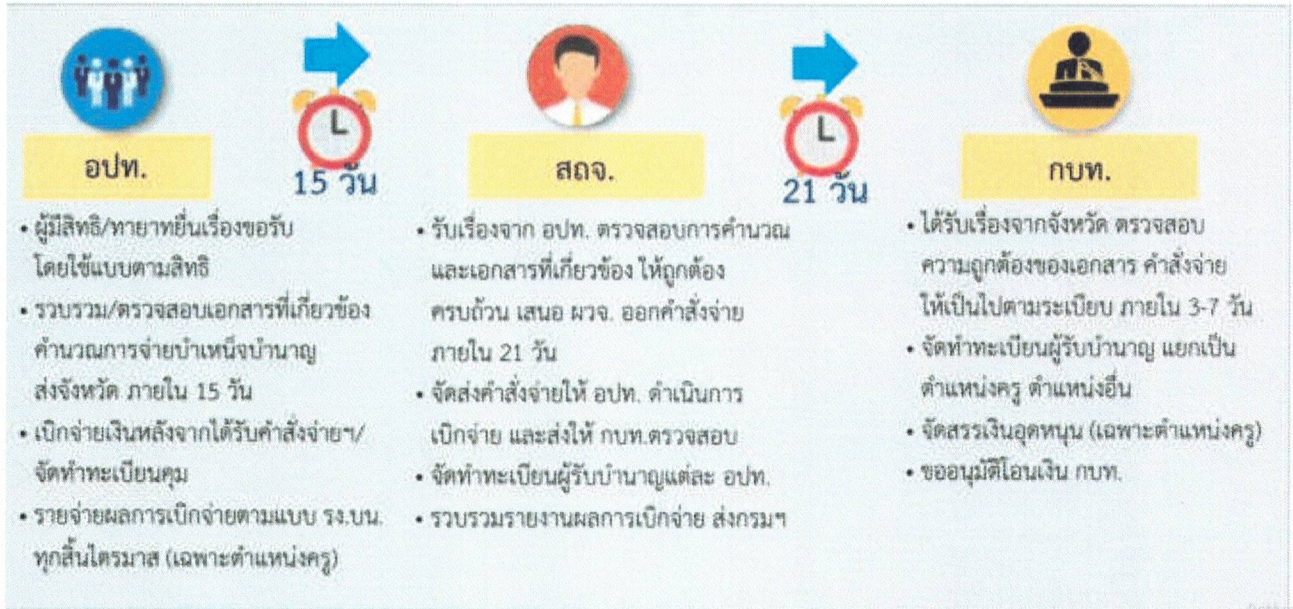 อปท.
15 วัน
สถจ.
21 วัน
กบท.
• ผู้มีสิทธิ/ทายาทยื่นเรื่องขอรับ
โดยใช้แบบตามสิทธิ
• รวบรวม/ตรวจสอบเอกสารที่เกี่ยวข้อง
คำนวณการจ่ายบำเหน็จบำนาญ
ส่งจังหวัด ภายใน 15 วัน
• เบิกจ่ายเงินหลังจากได้รับคำสั่งจ่ายฯ/
จัดทำทะเบียนคุม
• รายจ่ายผลการเบิกจ่ายตามแบบ รง.บน.
ทุกสิ้นไตรมาส (เฉพาะตำแหน่งครู)
• รับเรื่องจาก อปท. ตรวจสอบการคำนวณ
และเอกสารที่เกี่ยวข้อง ให้ถูกต้อง
ครบถ้วน เสนอ ผวจ. ออกคำสั่งจ่าย
ภายใน 21 วัน
• จัดส่งคำสั่งจ่ายให้ อปท. ดำเนินการ
เบิกจ่าย และส่งให้ กบท.ตรวจสอบ
• จัดทำทะเบียนผู้รับบำนาญแต่ละ อปท.
• รวบรวมรายงานผลการเบิกจ่าย ส่งกรมฯ
• ได้รับเรื่องจากจังหวัด ตรวจสอบ
ความถูกต้องของเอกสาร คำสั่งจ่าย
ให้เป็นไปตามระเบียบ ภายใน 3-7 วัน
• จัดทำทะเบียนผู้รับบำนาญ แยกเป็น
ตำแหน่งครู ตำแหน่งอื่น
• จัดสรรเงินอุดหนุน (เฉพาะตำแหน่งครู)
• ขออนุมัติโอนเงิน กบท.